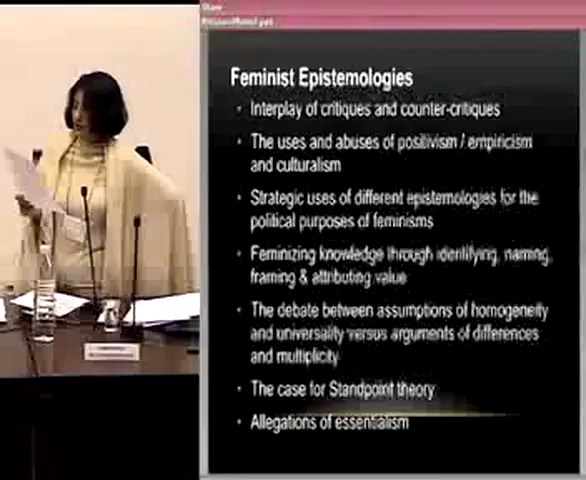 Feminist Epistemologies
• Interplay of critiques and counter-critiques
• The uses and abuses of positivism / empiricism
and culturalism
• Strategic uses of different epistemologies for the
political purposes of feminisms
• Feminizing knowledge through identifying, naming,
framing & attributing value
• The debate between assumptions of homogeneity
and universality versus arguments of differences
and multiplicity
• The case for Standpoint theory
• Allegations of essentialism